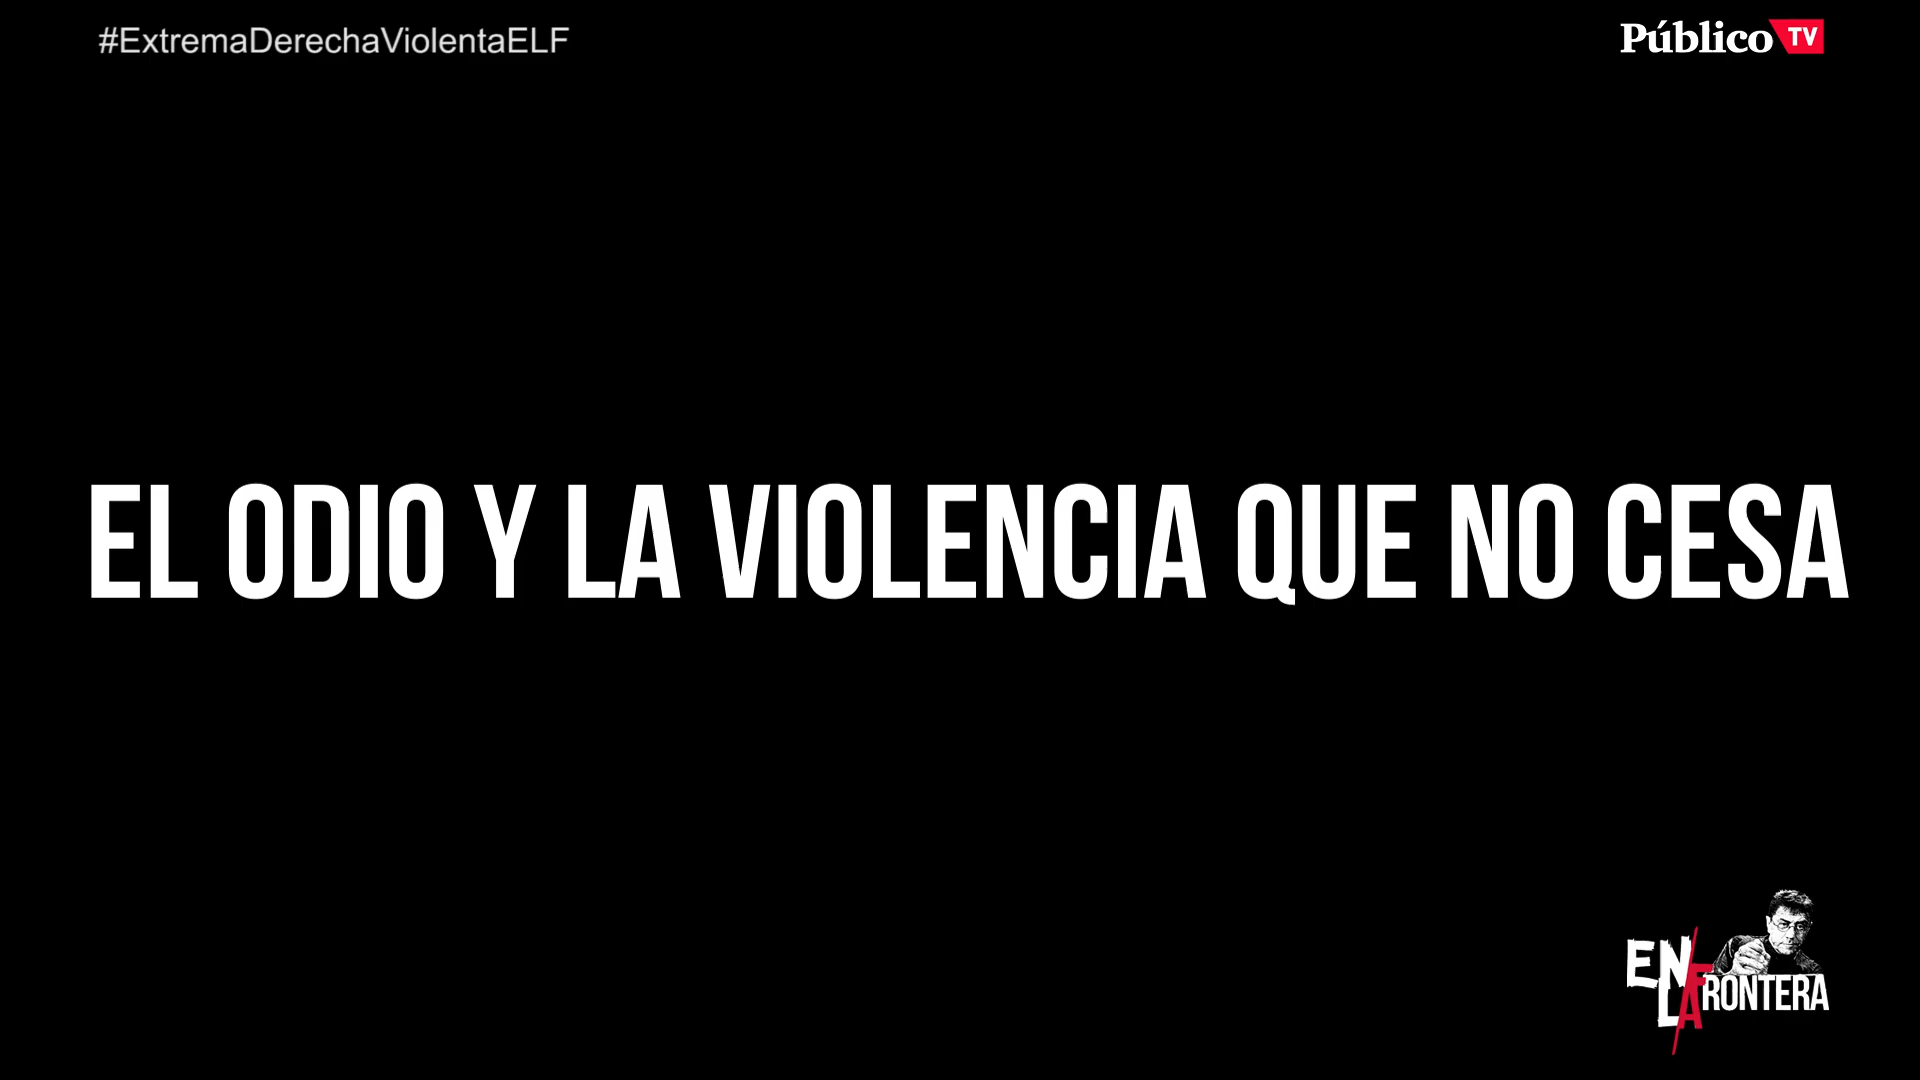 #ExtremaDerechaViolentaELF
Público TV
EL ODIO Y LA VIOLENCIA QUE NO CESA
EN
LA FRONTERA